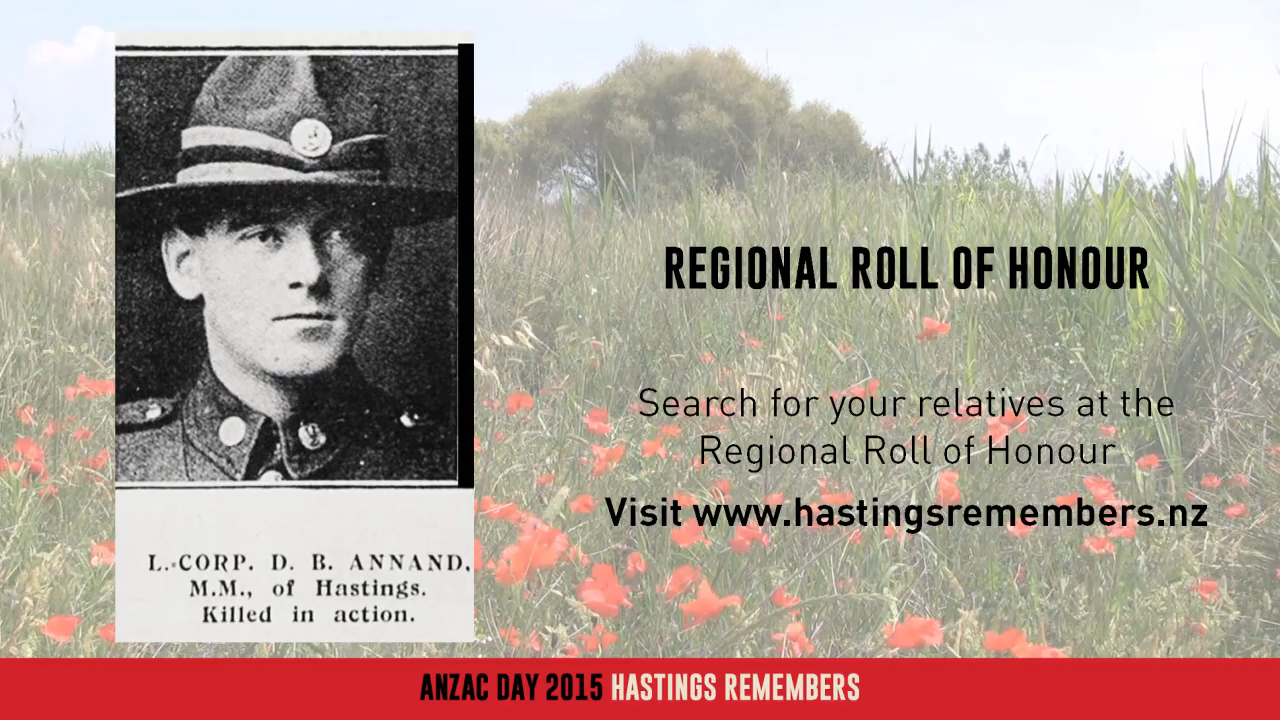 L.-CORP. D. B. ANNAND,
M.M., of Hastings.
Killed in action.
REGIONAL ROLL OF HONOUR
Search for your relatives at the
Regional Roll of Honour
Visit www.hastingsremembers.nz
ANZAC DAY 2015 HASTINGS REMEMBERS